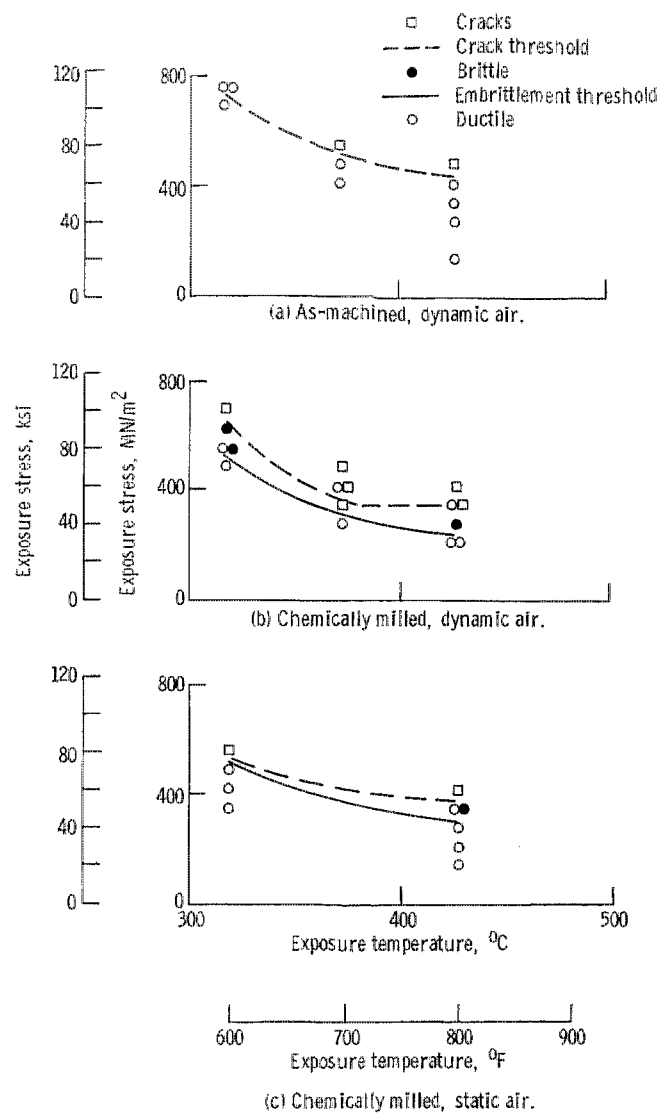 Cracks
Crack threshold
Brittle
Embrittlement threshold
Ductile
120
80
40
0
800
400
0
(a) As-machined, dynamic air.
120
80
40
0
800
400
0
Exposure stress, ksi
Exposure stress, MN/m²
(b) Chemically milled, dynamic air.
120
80
40
0
800
400
0
300
400
500
Exposure temperature, ⁰C
600
700
800
900
Exposure temperature, ⁰F
(c) Chemically milled, static air.